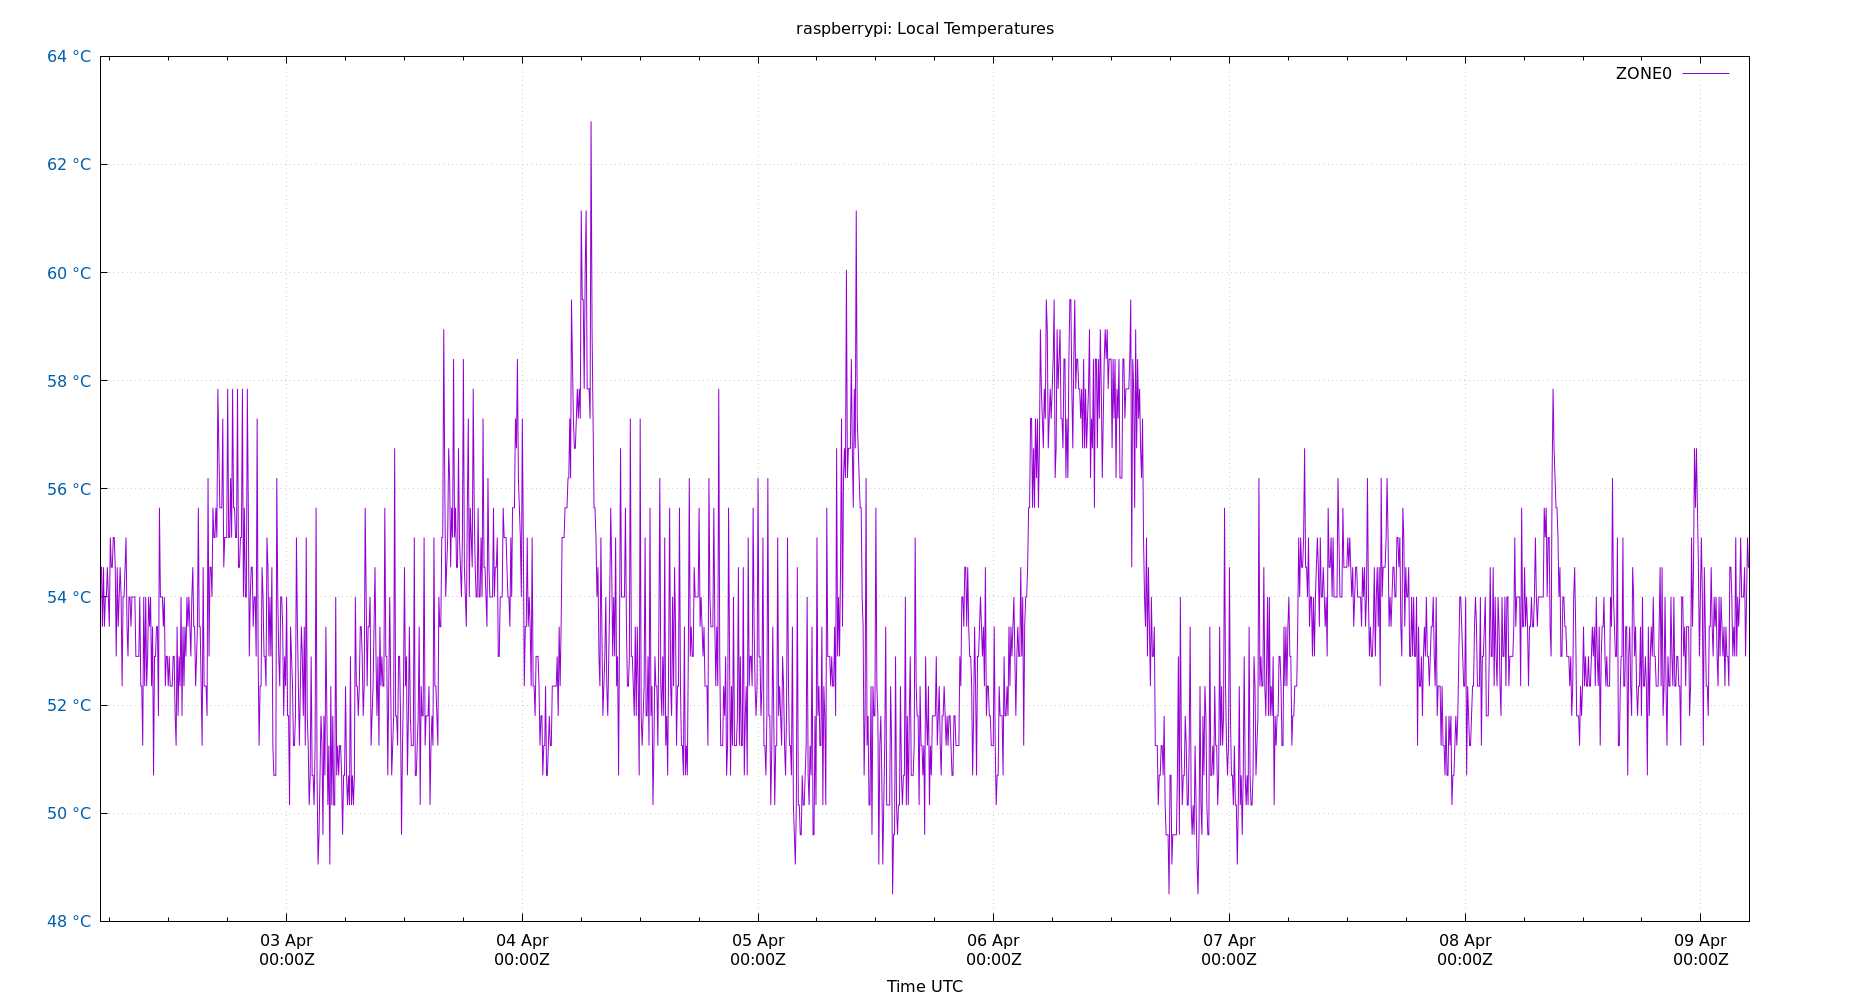 raspberrypi: Local Temperatures
64 °C
ZONE0
62 °C
60 °C
58 °C
56 °C
54 °C
52 °C
50 °C
48 °C
03 Apr 04 Apr 05 Apr 06 Apr 07 Apr 08 Apr 09 Apr
00:00Z 00:00Z 00:00Z 00:00Z 00:00Z 00:00Z 00:00Z
Time UTC